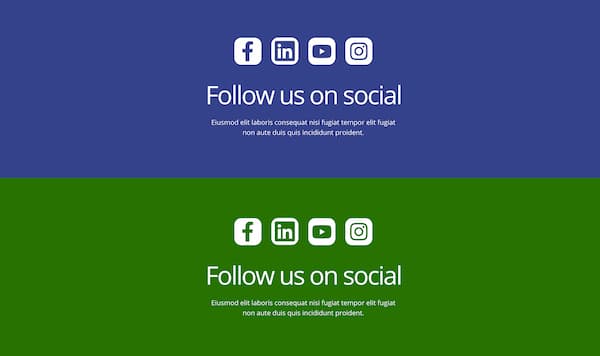 Follow us on social
Eiusmod elit laboris consequat nisi fugiat tempor elit fugiat
non aute duis quis incididunt proident.
Follow us on social
Eiusmod elit laboris consequat nisi fugiat tempor elit fugiat
non aute duis quis incididunt proident.